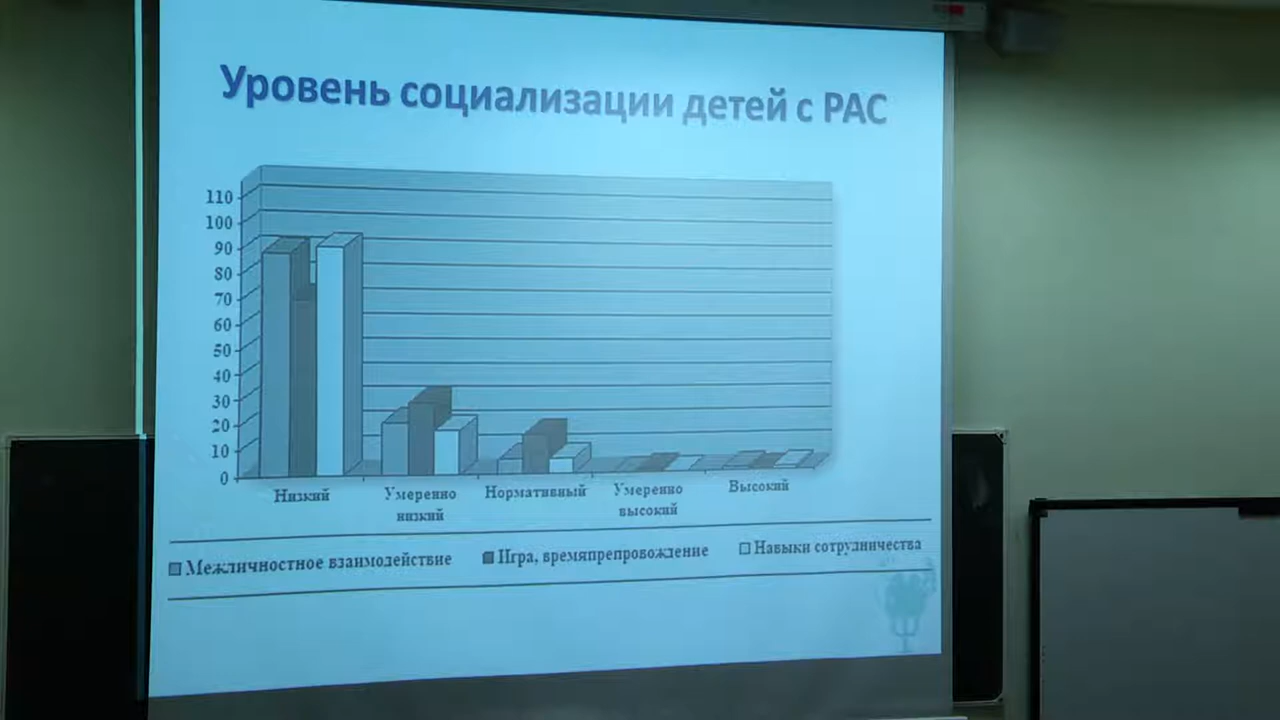 Уровень социализации детей с РАС
110
100
90
80
70
60
50
40
30
20
10
0
Низкий
Умеренно
низкий
Нормативный
Умеренно
высокий
Высокий
Межличностное взаимодействие
Игра, времяпрепровождение
Навыки сотрудничества